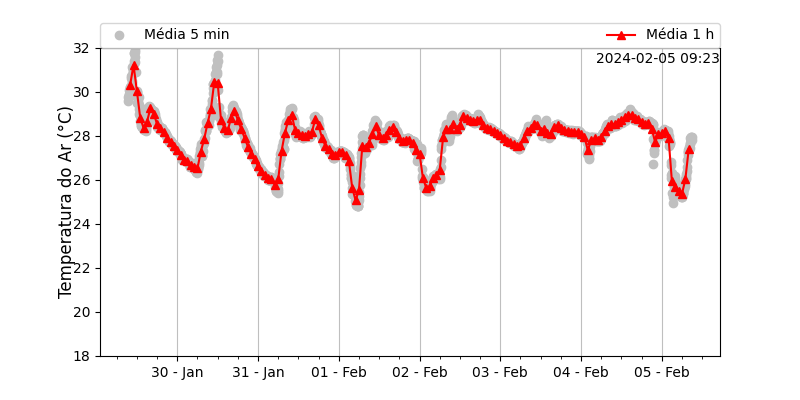 Média 5 min
Média 1 h
2024-02-05 09:23
Temperatura do Ar (°C)
32
30
28
26
24
22
20
18
30 - Jan
31 - Jan
01 - Feb
02 - Feb
03 - Feb
04 - Feb
05 - Feb